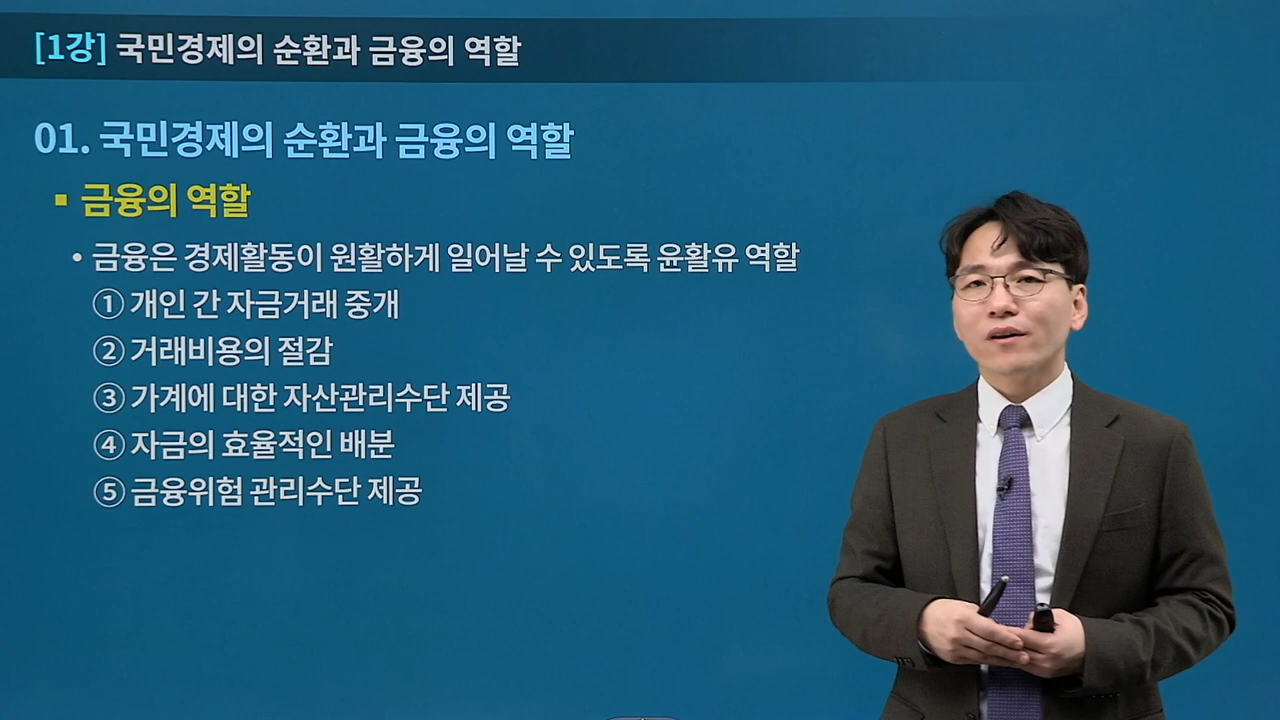 [1강] 국민경제의 순환과 금융의 역할
01. 국민경제의 순환과 금융의 역할
▪ 금융의 역할
• 금융은 경제활동이 원활하게 일어날 수 있도록 윤활유 역할
① 개인 간 자금거래 중개
② 거래비용의 절감
③ 가계에 대한 자산관리수단 제공
④ 자금의 효율적인 배분
⑤ 금융위험 관리수단 제공